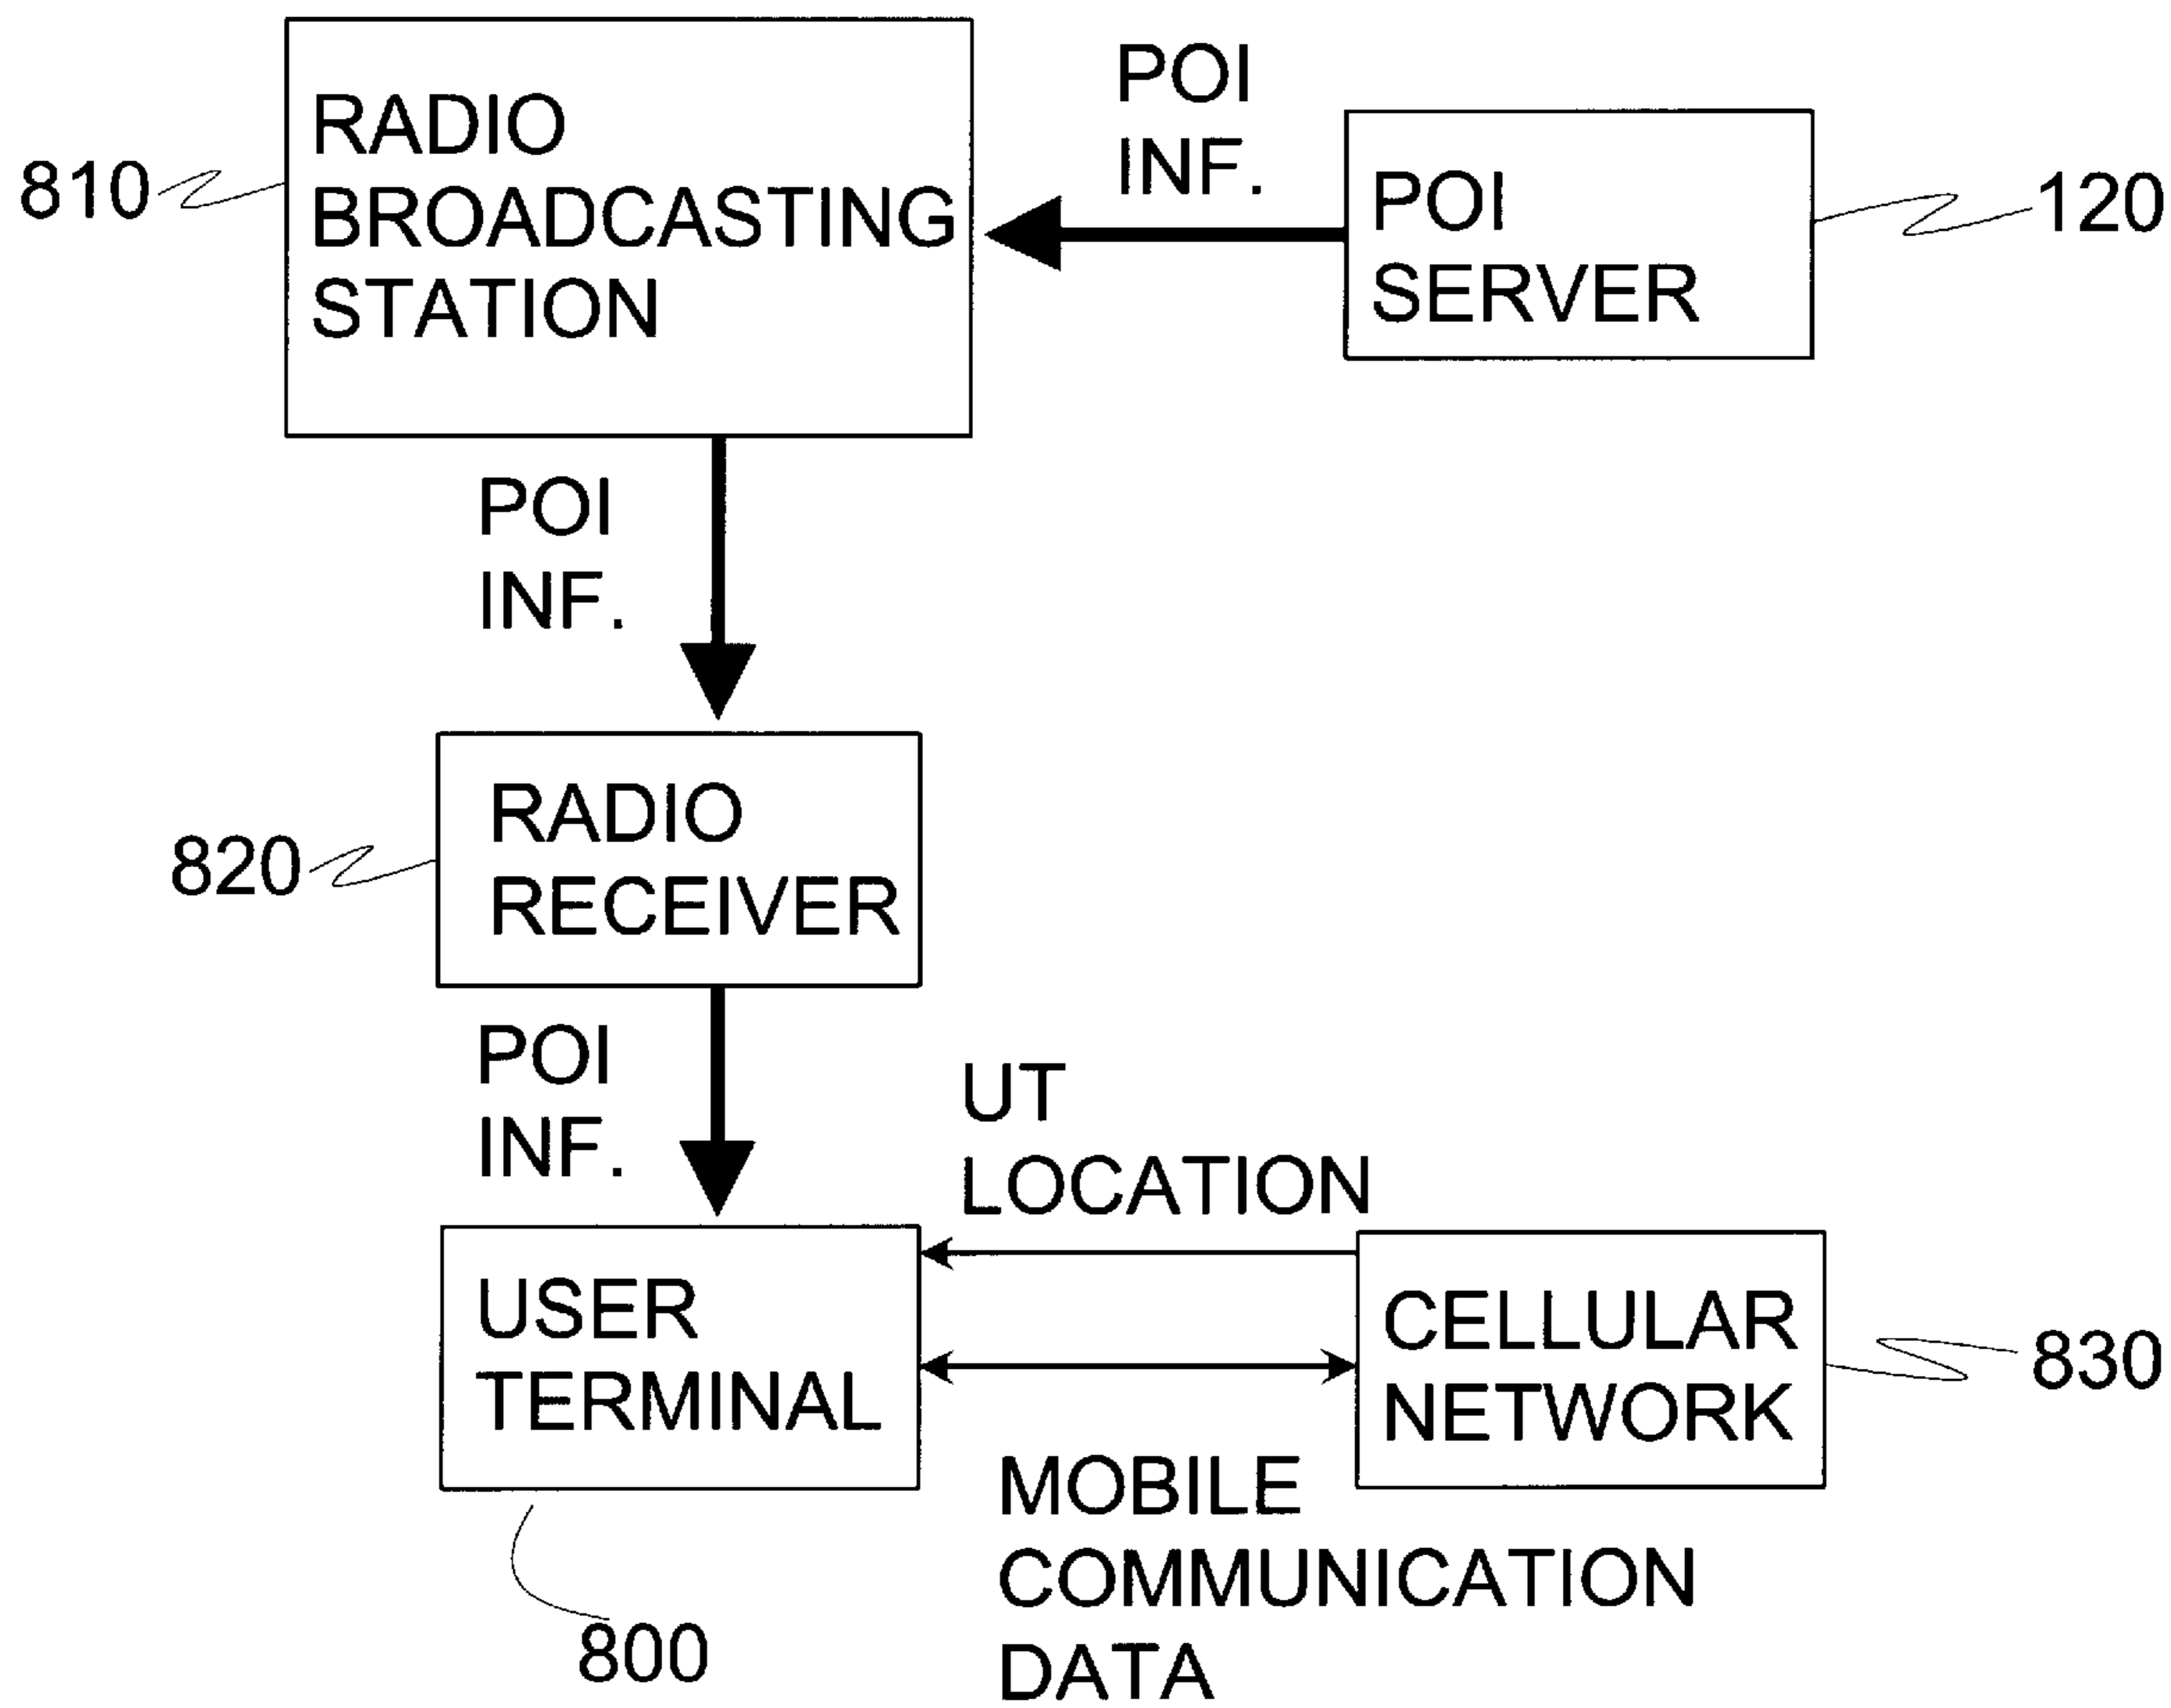 810
RADIO
BROADCASTING
STATION
POI
INF.
POI
SERVER
120
POI
INF.
820
RADIO
RECEIVER
POI
INF.
UT
LOCATION
USER
TERMINAL
CELLULAR
NETWORK
830
MOBILE
COMMUNICATION
DATA
800